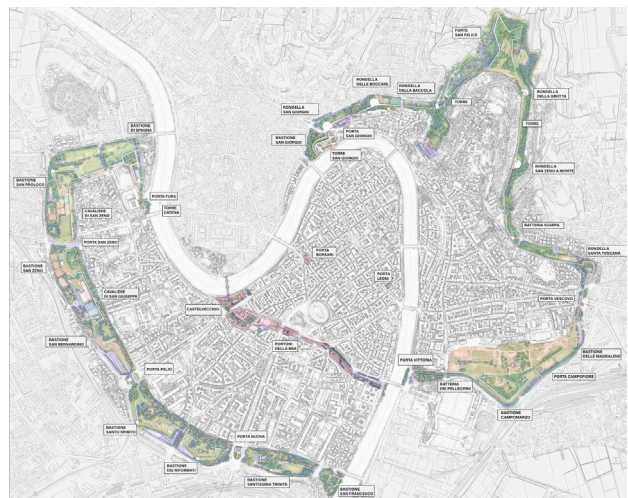 FORTE
SAN FELICE
RONDELLA
DELLE BOCCARE
RONDELLA
DELLA BACCOLA
RONDELLA
DELLA GROTTA
RONDELLA
SAN GIORGIO
TORRE
TORRE
BASTIONE
DI SPAGNA
BASTIONE
SAN GIORGIO
PORTA
SAN GIORGIO
TORRE
SAN GIORGIO
RONDELLA
SAN ZENO A MONTE
BASTIONE
SAN PROLOCO
PORTA FURA
TORRE
CATENA
CAVALIERE
DI SAN ZENO
BATTERIA SCARPA
PORTA SAN ZENO
RONDELLA
SANTA TOSCANA
PORTA
BORSARI
BASTIONE
SAN ZENO
PORTA
LEONI
CAVALIERE
DI SAN GIUSEPPE
PORTA VESCOVO
CASTELVECCHIO
BASTIONE
SAN BERNARDINO
PORTONI
DELLA BRA
PORTA VITTORIA
BASTIONE
DELLE MADDALENE
PORTA PALIO
PORTA CAMPOFIORE
BATTERIA
DEI PELLEGRINI
BASTIONE
CAMPOMARZO
BASTIONE
SANTO SPIRITO
PORTA NUOVA
BASTIONE
DEI RIFORMATI
BASTIONE
SANTISSIMA TRINITÀ
BASTIONE
SAN FRANCESCO